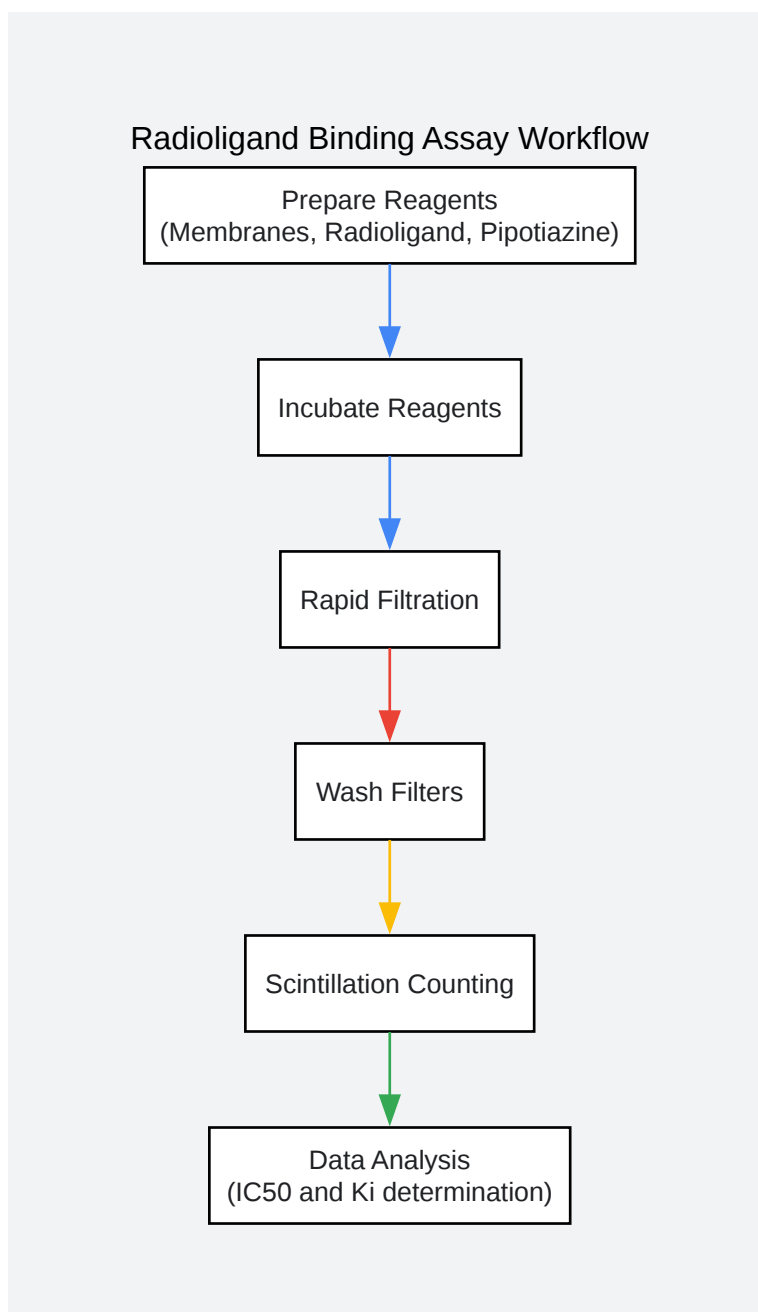 Radioligand Binding Assay Workflow
Prepare Reagents
(Membranes, Radioligand, Pipotiazine)
Incubate Reagents
Rapid Filtration
Wash Filters
Scintillation Counting
Data Analysis
(IC50 and Ki determination)